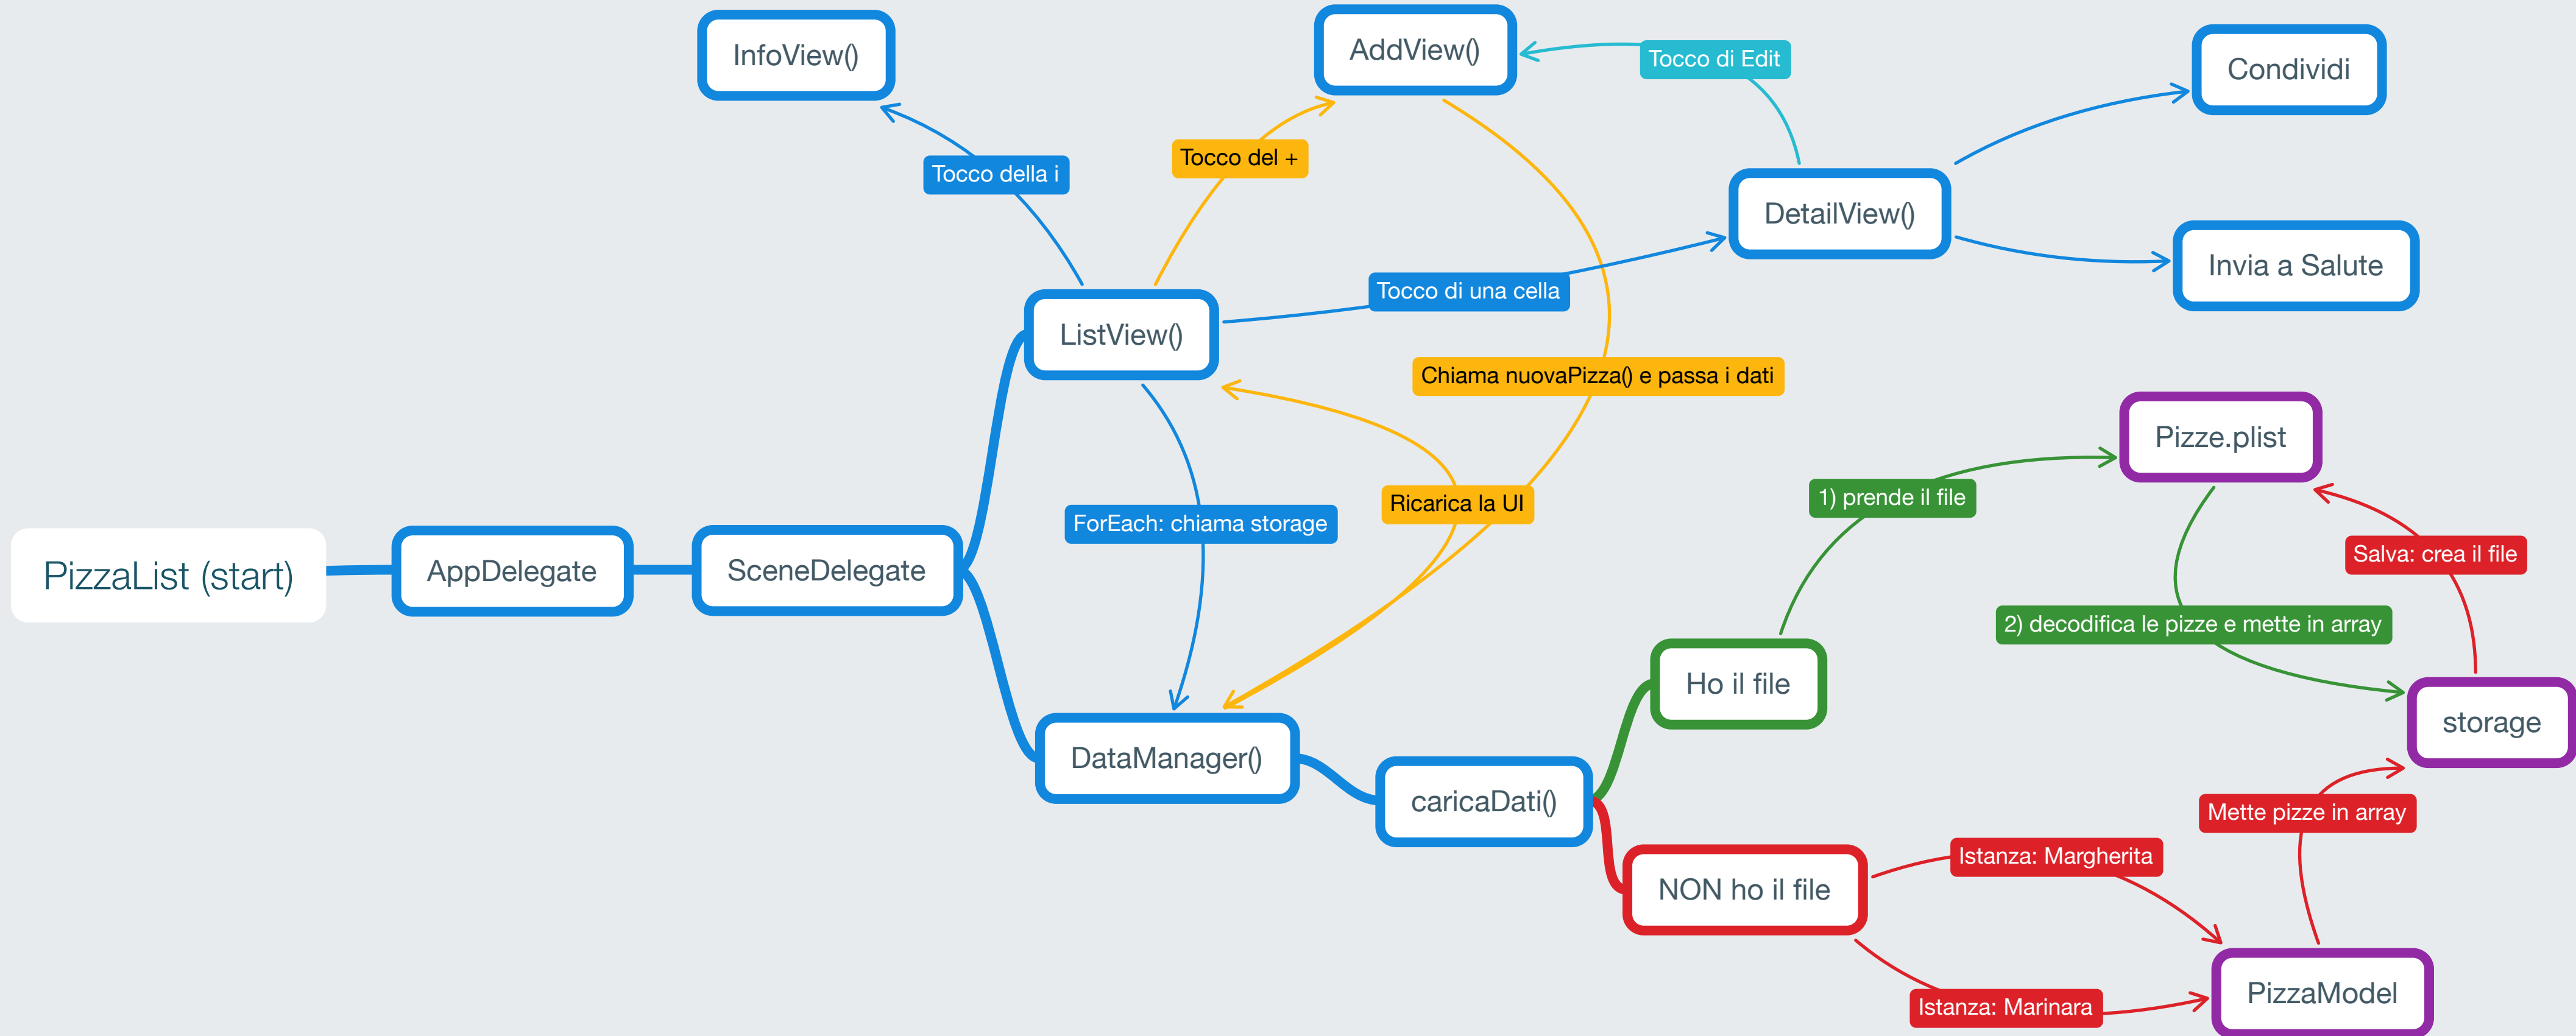 InfoView()
AddView()
Tocco di Edit
Condividi
Tocco del +
Tocco della i
DetailView()
Invia a Salute
Tocco di una cella
ListView()
Chiama nuovaPizza() e passa i dati
Pizze.plist
1) prende il file
Ricarica la UI
ForEach: chiama storage
Salva: crea il file
PizzaList (start)
AppDelegate
SceneDelegate
2) decodifica le pizze e mette in array
Ho il file
storage
DataManager()
caricaDati()
Mette pizze in array
Istanza: Margherita
NON ho il file
PizzaModel
Istanza: Marinara